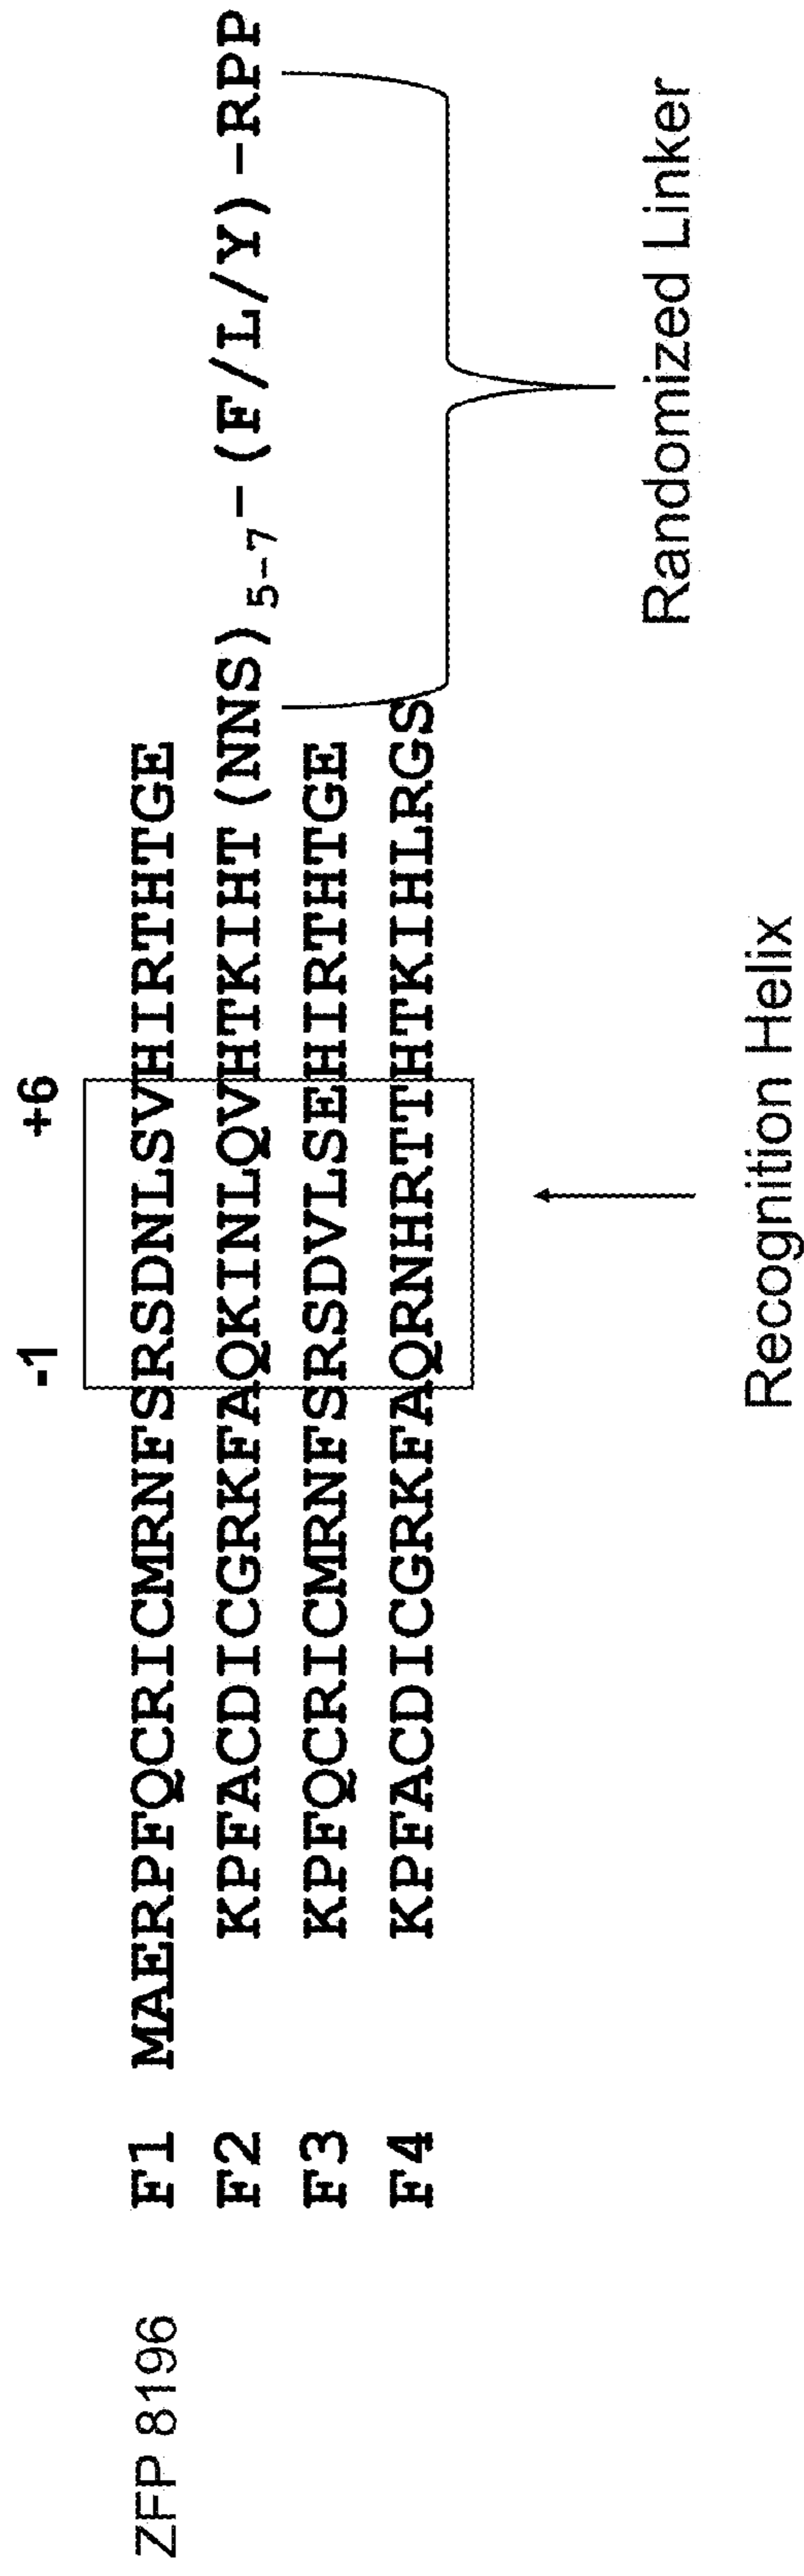 -1 +6
ZFP 8196 F1 MAERPFQCRICMRNFSRSDNLSVHIRTHTGE
F2 KPFACDICGRKFAQKINLQVHTKIHT(NNS)5-7-(F/L/Y)-RPP
F3 KPFQCRICMRNFSRSDVLSEHIRTHTGE
F4 KPFACDICGRKFAQRNHRTTHTKIHLRGS
Randomized Linker
Recognition Helix